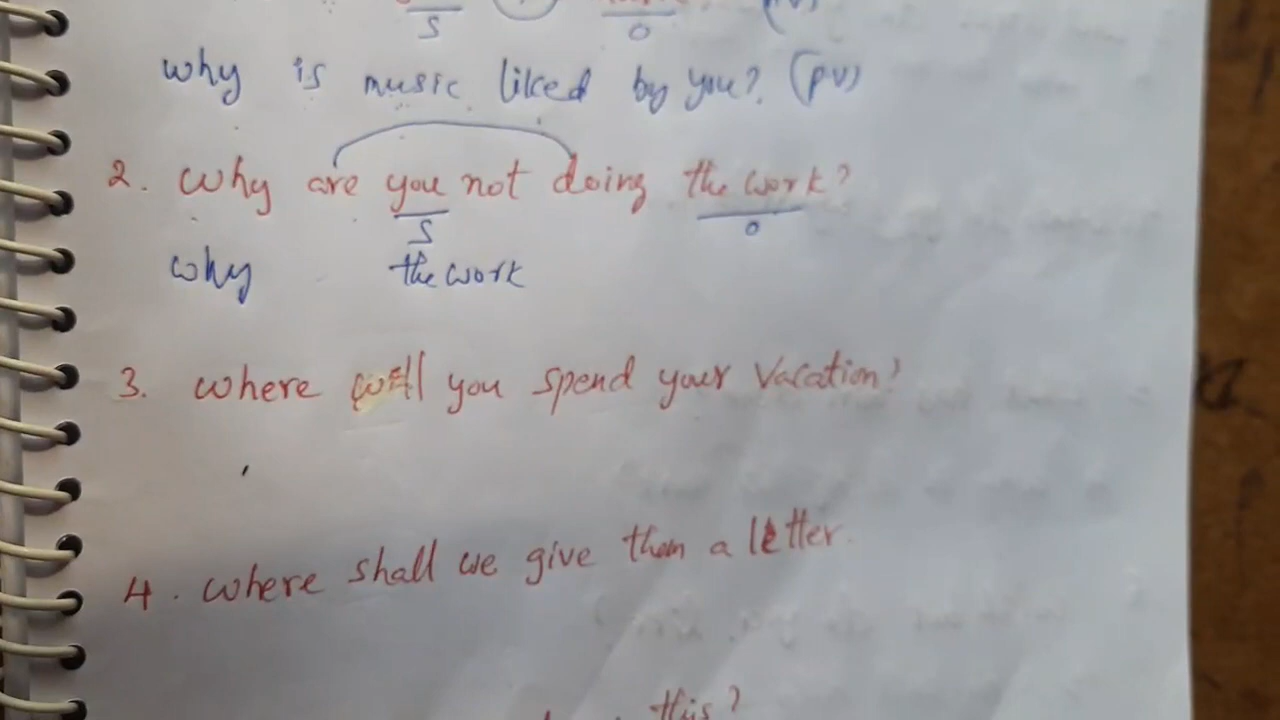 S O
why is music liked by you? (PV)
2. why are you not doing the work?
S O
why the work
3. where will you spend your vacation?
4. where shall we give them a letter.
this?